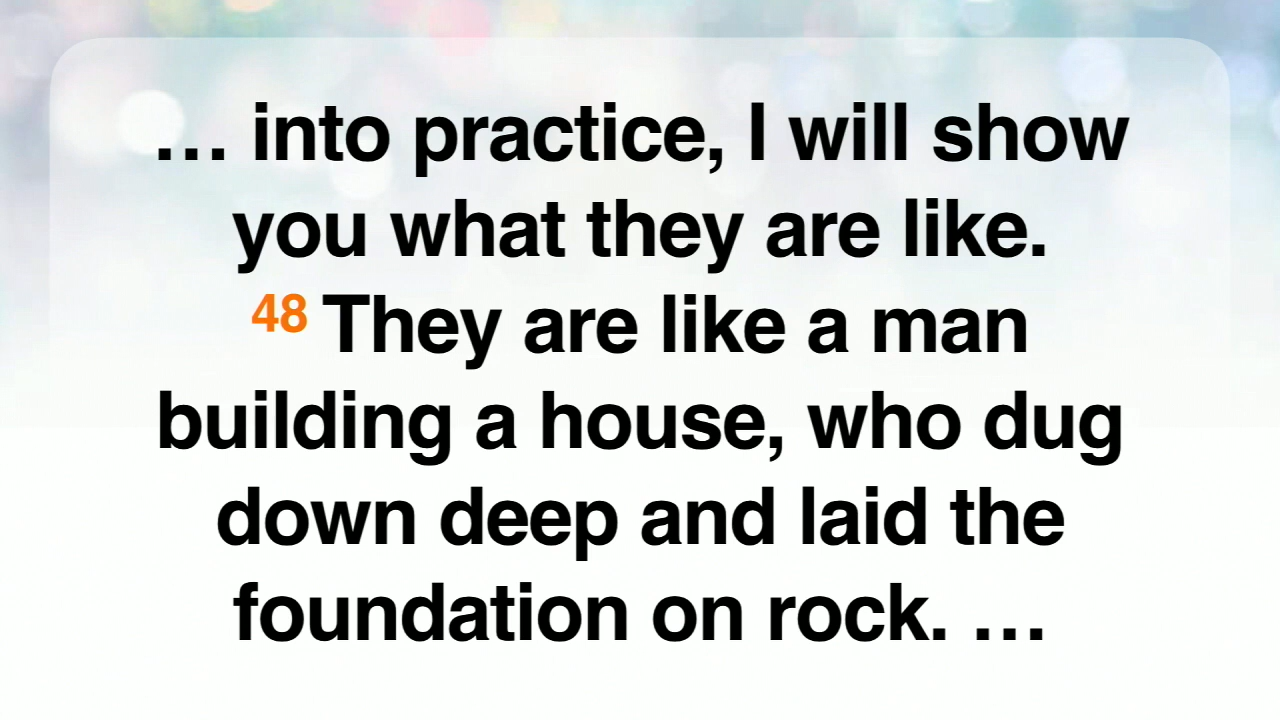 … into practice, I will show
you what they are like.
48 They are like a man
building a house, who dug
down deep and laid the
foundation on rock. …